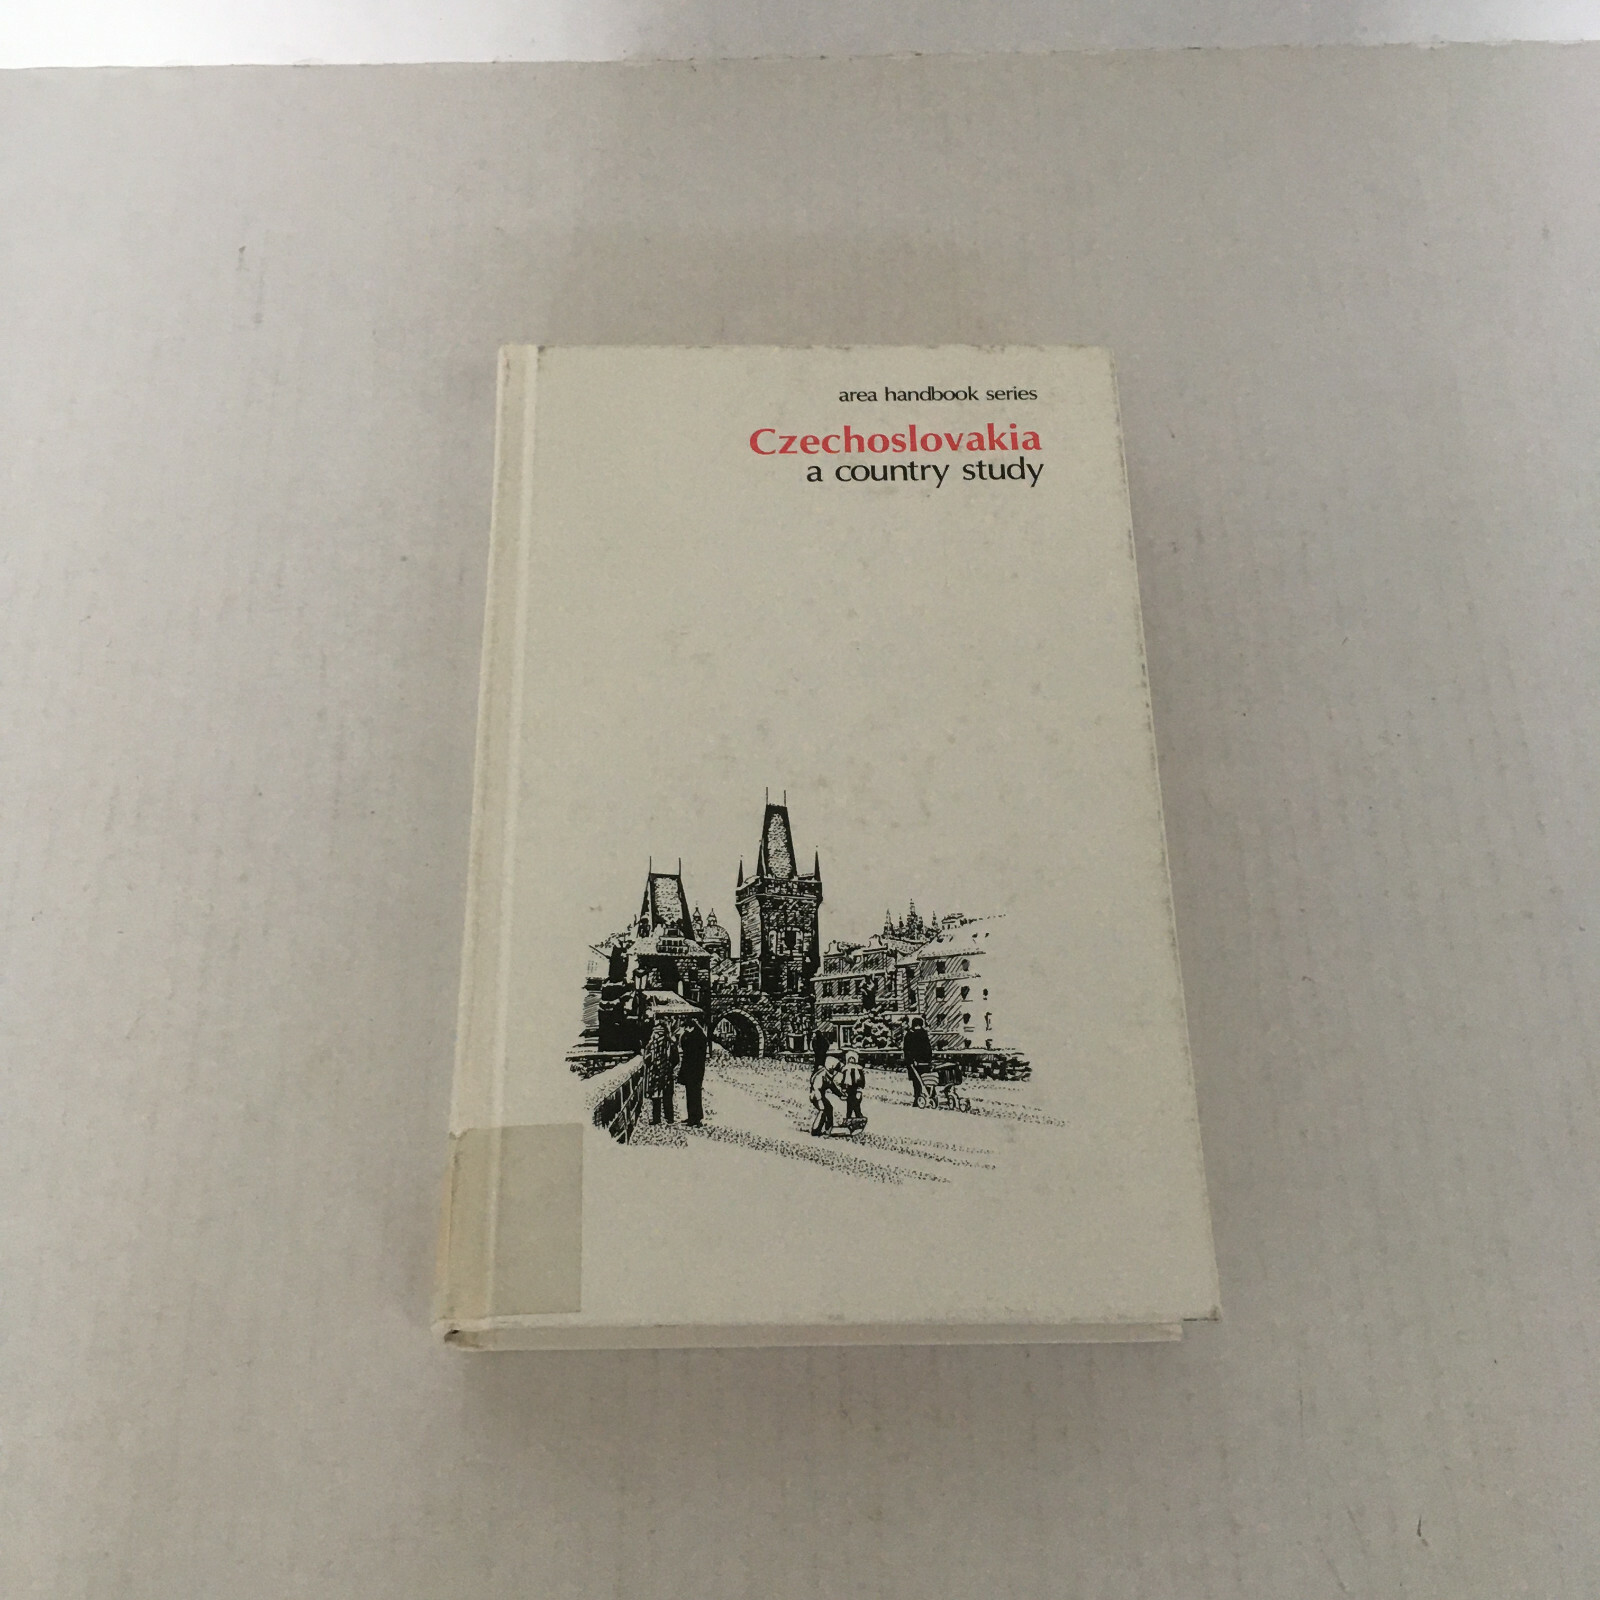 area handbook series
Czechoslovakia
a country study